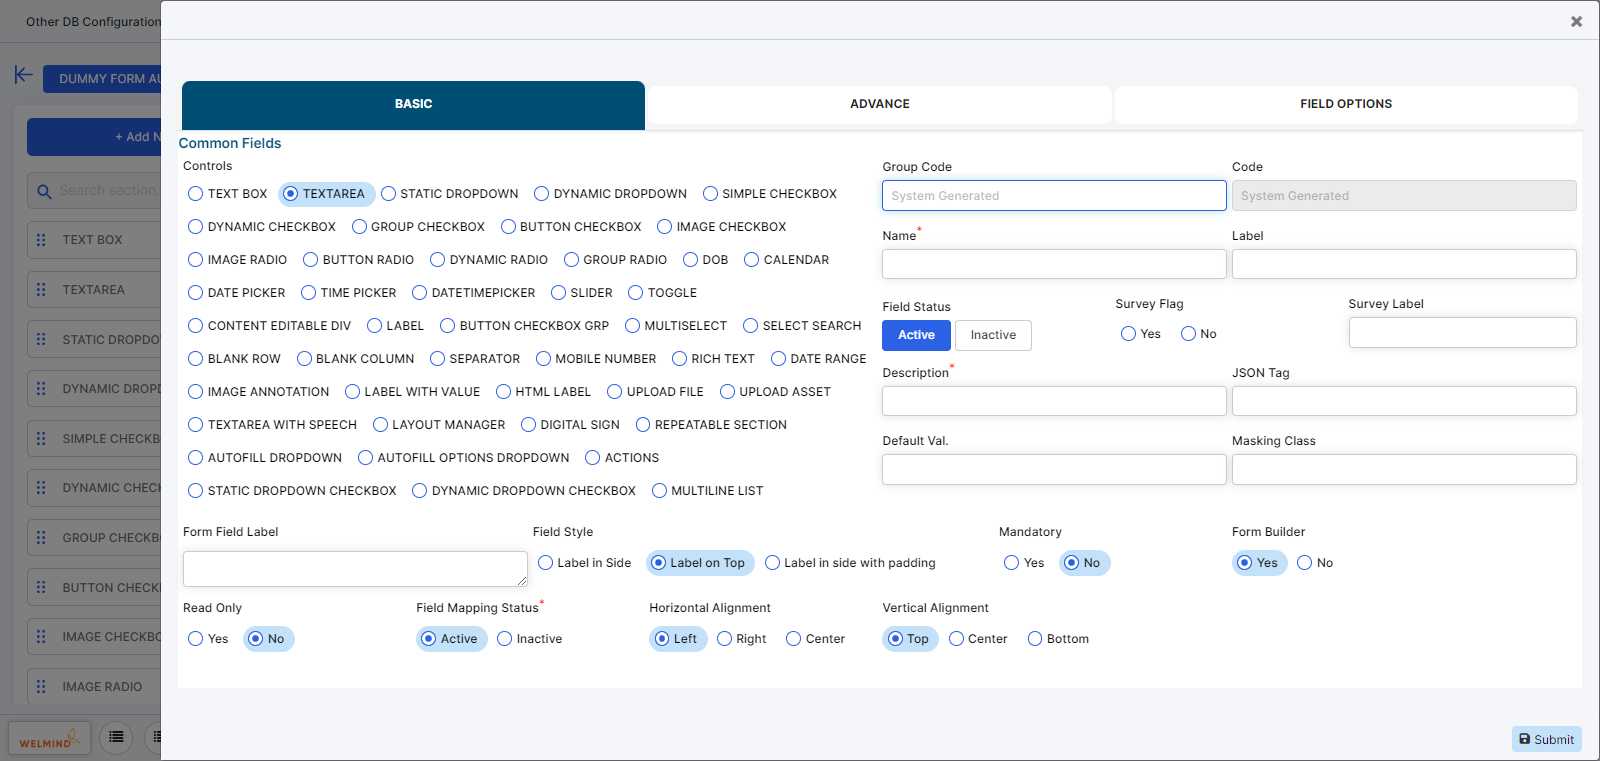 Other DB Configuration
DUMMY FORM AU
+ Add N
Search section,
TEXT BOX
TEXTAREA
STATIC DROPDO
DYNAMIC DROPD
SIMPLE CHECKB
DYNAMIC CHECK
GROUP CHECKB
BUTTON CHECK
IMAGE CHECKBO
IMAGE RADIO
WELMIND
BASIC
ADVANCE
FIELD OPTIONS
Common Fields
Controls
TEXT BOX TEXTAREA STATIC DROPDOWN DYNAMIC DROPDOWN SIMPLE CHECKBOX
DYNAMIC CHECKBOX GROUP CHECKBOX BUTTON CHECKBOX IMAGE CHECKBOX
IMAGE RADIO BUTTON RADIO DYNAMIC RADIO GROUP RADIO DOB CALENDAR
DATE PICKER TIME PICKER DATETIMEPICKER SLIDER TOGGLE
CONTENT EDITABLE DIV LABEL BUTTON CHECKBOX GRP MULTISELECT SELECT SEARCH
BLANK ROW BLANK COLUMN SEPARATOR MOBILE NUMBER RICH TEXT DATE RANGE
IMAGE ANNOTATION LABEL WITH VALUE HTML LABEL UPLOAD FILE UPLOAD ASSET
TEXTAREA WITH SPEECH LAYOUT MANAGER DIGITAL SIGN REPEATABLE SECTION
AUTOFILL DROPDOWN AUTOFILL OPTIONS DROPDOWN ACTIONS
STATIC DROPDOWN CHECKBOX DYNAMIC DROPDOWN CHECKBOX MULTILINE LIST
Group Code
System Generated
Code
System Generated
Name*
Label
Field Status
Active Inactive
Survey Flag
Yes No
Survey Label
Description*
JSON Tag
Default Val.
Masking Class
Form Field Label
Field Style
Label in Side Label on Top Label in side with padding
Mandatory
Yes No
Form Builder
Yes No
Read Only
Yes No
Field Mapping Status*
Active Inactive
Horizontal Alignment
Left Right Center
Vertical Alignment
Top Center Bottom
Submit